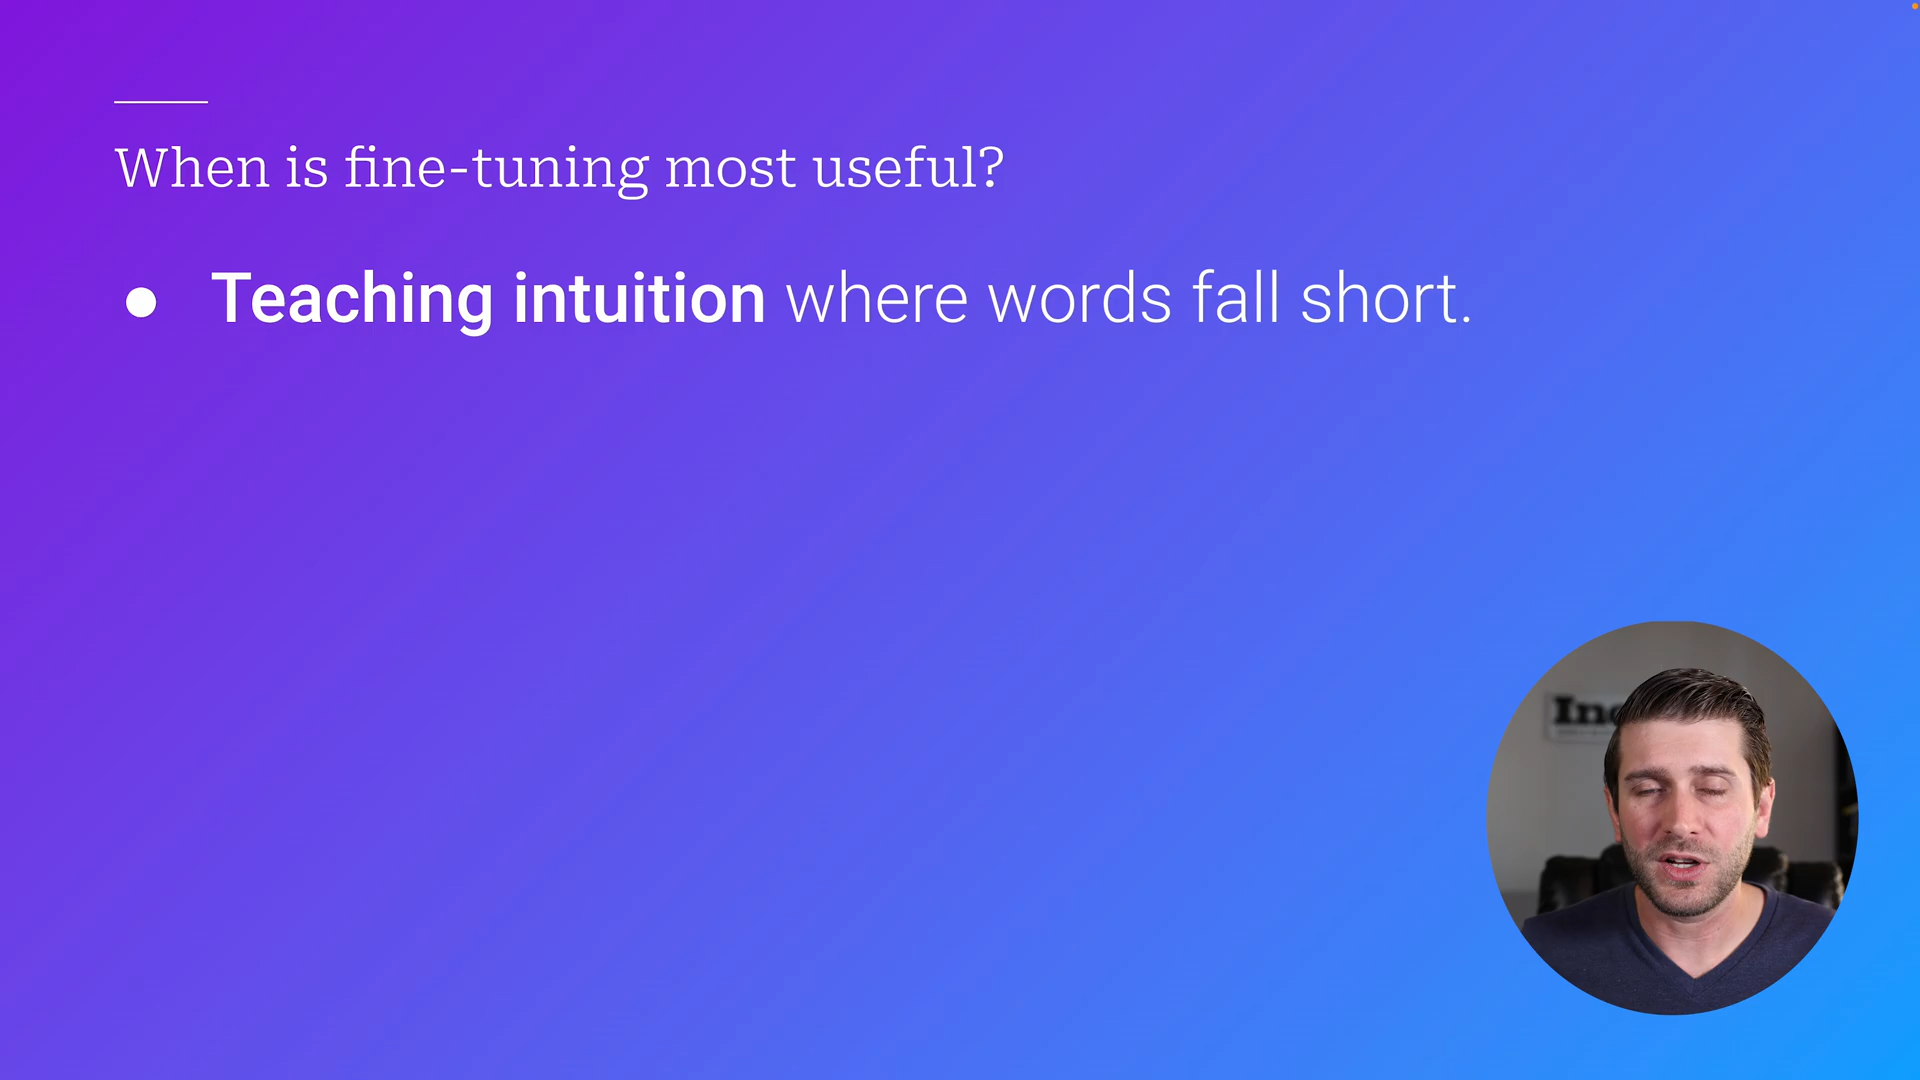 When is fine-tuning most useful?
● Teaching intuition where words fall short.